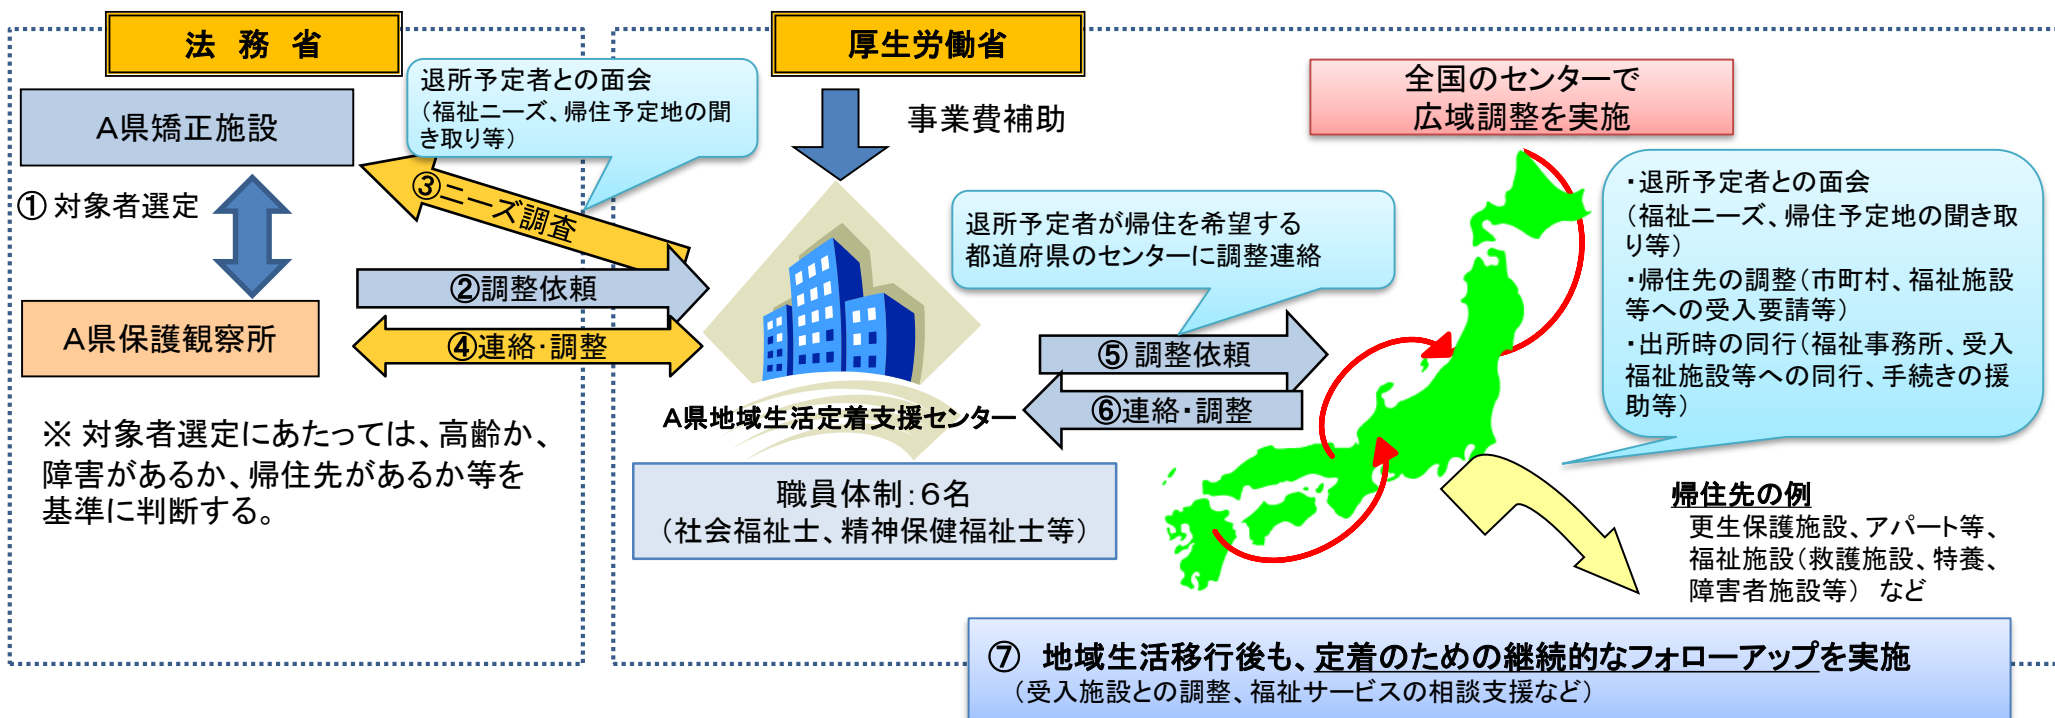 法 務 省
厚生労働省
A県矯正施設
退所予定者との面会
（福祉ニーズ、帰住予定地の聞
き取り等）
事業費補助
全国のセンターで
広域調整を実施
① 対象者選定
③ニーズ調査
②調整依頼
④連絡・調整
A県保護観察所
※ 対象者選定にあたっては、高齢か、
障害があるか、帰住先があるか等を
基準に判断する。
A県地域生活定着支援センター
職員体制：６名
（社会福祉士、精神保健福祉士等）
退所予定者が帰住を希望する
都道府県のセンターに調整連絡
⑤ 調整依頼
⑥連絡・調整
・退所予定者との面会
（福祉ニーズ、帰住予定地の聞き取
り等）
・帰住先の調整（市町村、福祉施設
等への受入要請等）
・出所時の同行（福祉事務所、受入
福祉施設等への同行、手続きの援
助等）
帰住先の例
更生保護施設、アパート等、
福祉施設（救護施設、特養、
障害者施設等） など
⑦ 地域生活移行後も、定着のための継続的なフォローアップを実施
（受入施設との調整、福祉サービスの相談支援など）